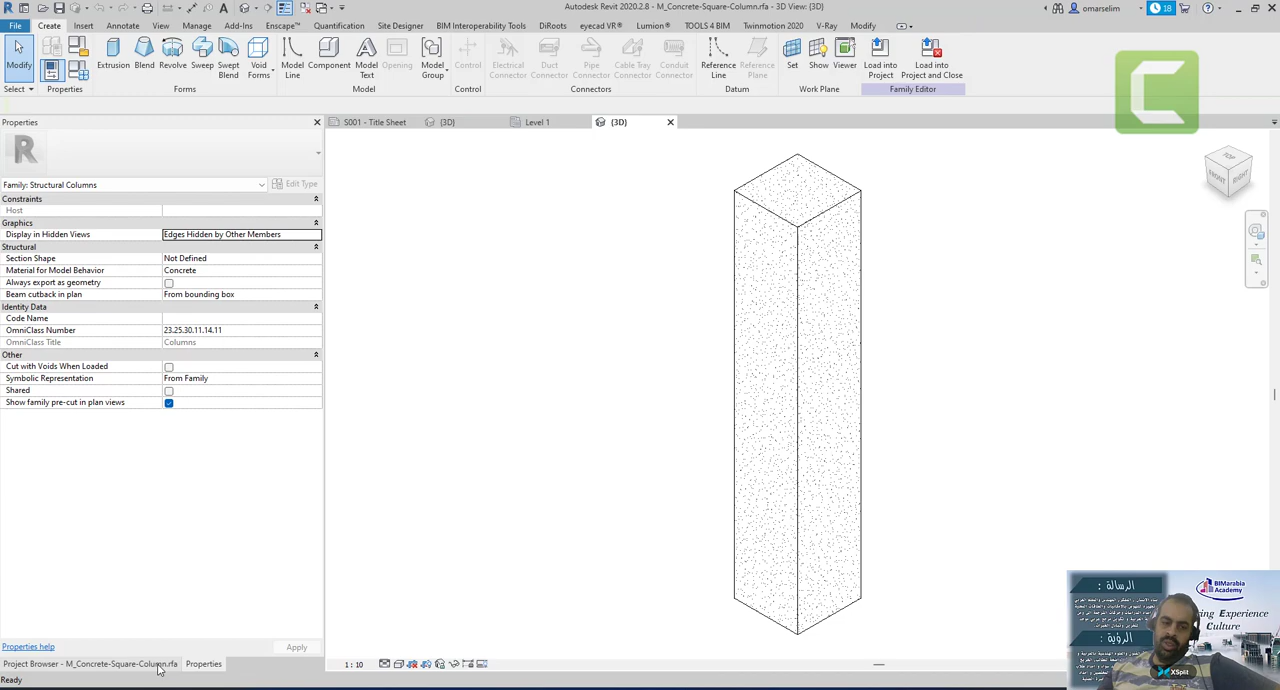 Autodesk Revit 2020.2.8 - M_Concrete-Square-Column.rfa - 3D View: {3D}
omarselim
18
File Create Insert Annotate View Manage Add-Ins Enscape™ Quantification Site Designer BIM Interoperability Tools DiRoots eyecad VR® Lumion® TOOLS 4 BIM Twinmotion 2020 V-Ray Modify
Modify Extrusion Blend Revolve Sweep Swept Blend Void Forms Model Line Component Model Text Opening Model Group Control Electrical Connector Duct Connector Pipe Connector Cable Tray Connector Conduit Connector Reference Line Reference Plane Set Show Viewer Load into Project Load into Project and Close
Select Properties Forms Model Control Connectors Datum Work Plane Family Editor
Properties
S001 - Title Sheet {3D} Level 1 {3D}
R
Family: Structural Columns Edit Type
Constraints
Host
Graphics
Display in Hidden Views Edges Hidden by Other Members
Structural
Section Shape Not Defined
Material for Model Behavior Concrete
Always export as geometry
Beam cutback in plan From bounding box
Identity Data
Code Name
OmniClass Number 23.25.30.11.14.11
OmniClass Title Columns
Other
Cut with Voids When Loaded
Symbolic Representation From Family
Shared
Show family pre-cut in plan views
TOP
FRONT RIGHT
Properties help Apply
Project Browser - M_Concrete-Square-Column.rfa Properties
1 : 10
Ready
الرسالة :
الرؤية :
BIMarabia
Academy
Experience
Culture
XSplit